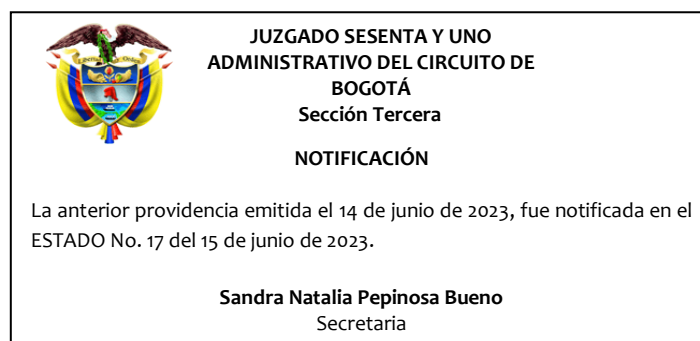 JUZGADO SESENTA Y UNO
ADMINISTRATIVO DEL CIRCUITO DE
BOGOTÁ
Sección Tercera
NOTIFICACIÓN
La anterior providencia emitida el 14 de junio de 2023, fue notificada en el
ESTADO No. 17 del 15 de junio de 2023.
Sandra Natalia Pepinosa Bueno
Secretaria